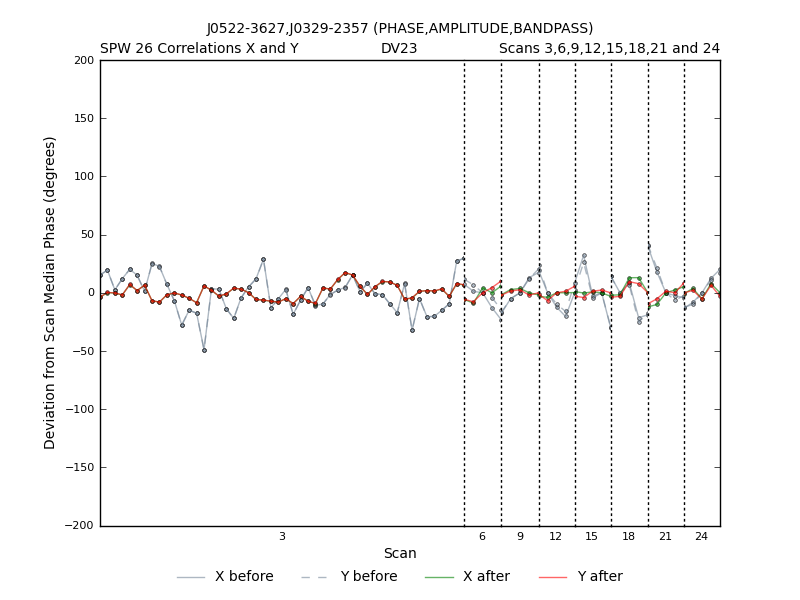 J0522-3627,J0329-2357 (PHASE,AMPLITUDE,BANDPASS)
SPW 26 Correlations X and Y DV23 Scans 3,6,9,12,15,18,21 and 24
200
150
100
50
0
−50
−100
−150
−200
Deviation from Scan Median Phase (degrees)
3 6 9 12 15 18 21 24
Scan
X before Y before X after Y after